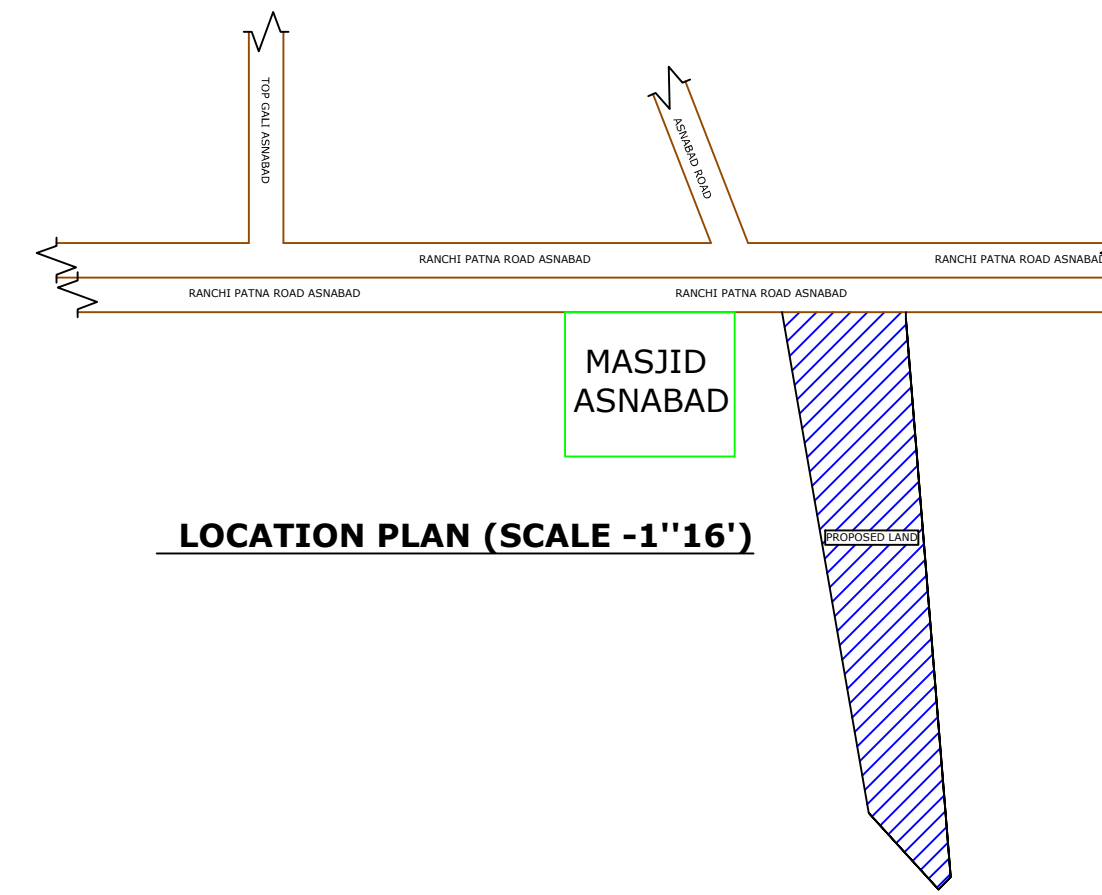 TOP GALI ASNABAD
ASNABAD ROAD
RANCHI PATNA ROAD ASNABAD
RANCHI PATNA ROAD ASNABAD
RANCHI PATNA ROAD ASNABAD
RANCHI PATNA ROAD ASNABAD
MASJID
ASNABAD
LOCATION PLAN (SCALE -1''16')
PROPOSED LAND